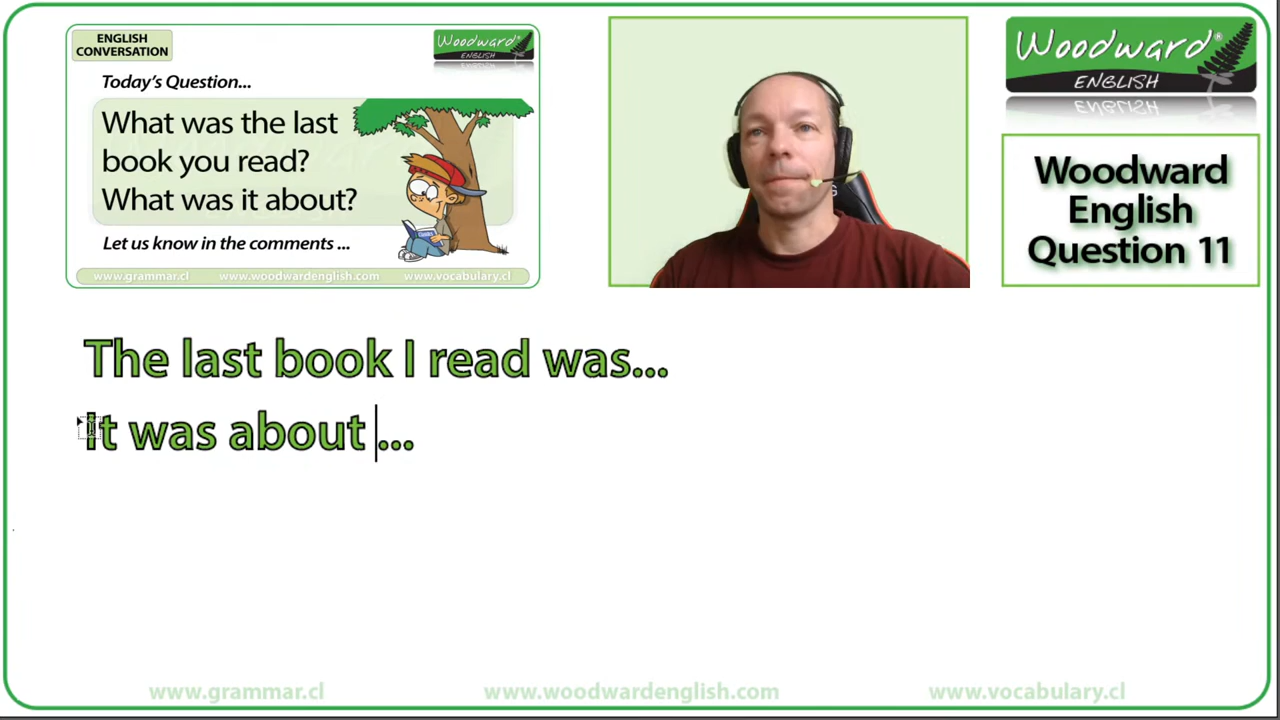 ENGLISH
CONVERSATION
Woodward®
ENGLISH
Today's Question...
What was the last
book you read?
What was it about?
Let us know in the comments ...
www.grammar.cl www.woodwardenglish.com www.vocabulary.cl
Woodward®
ENGLISH
Woodward
English
Question 11
The last book I read was...
It was about ...
www.grammar.cl www.woodwardenglish.com www.vocabulary.cl